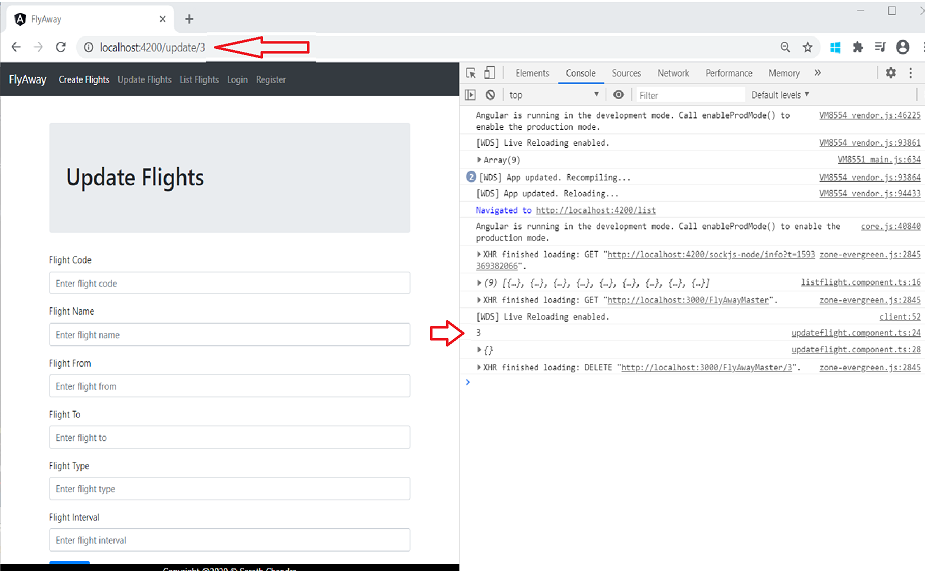 FlyAway
localhost:4200/update/3
FlyAway Create Flights Update Flights List Flights Login Register
Update Flights
Flight Code
Enter flight code
Flight Name
Enter flight name
Flight From
Enter flight from
Flight To
Enter flight to
Flight Type
Enter flight type
Flight Interval
Enter flight interval
Copyright @2020 © Sarath Chandra
Elements Console Sources Network Performance Memory »
top Filter Default levels
Angular is running in the development mode. Call enableProdMode() to VM8554 vendor.js:46225
enable the production mode.
[WDS] Live Reloading enabled. VM8554 vendor.js:93861
Array(9) VM8551 main.js:634
2 [WDS] App updated. Recompiling... VM8554 vendor.js:93864
[WDS] App updated. Reloading... VM8554 vendor.js:94433
Navigated to http://localhost:4200/list
Angular is running in the development mode. Call enableProdMode() to enable the core.js:40840
production mode.
XHR finished loading: GET "http://localhost:4200/sockjs-node/info?t=1593 zone-evergreen.js:2845
369382066".
(9) [{…}, {…}, {…}, {…}, {…}, {…}, {…}, {…}, {…}] listflight.component.ts:16
XHR finished loading: GET "http://localhost:3000/FlyAwayMaster". zone-evergreen.js:2845
[WDS] Live Reloading enabled. client:52
3 updateflight.component.ts:24
{} updateflight.component.ts:28
XHR finished loading: DELETE "http://localhost:3000/FlyAwayMaster/3". zone-evergreen.js:2845